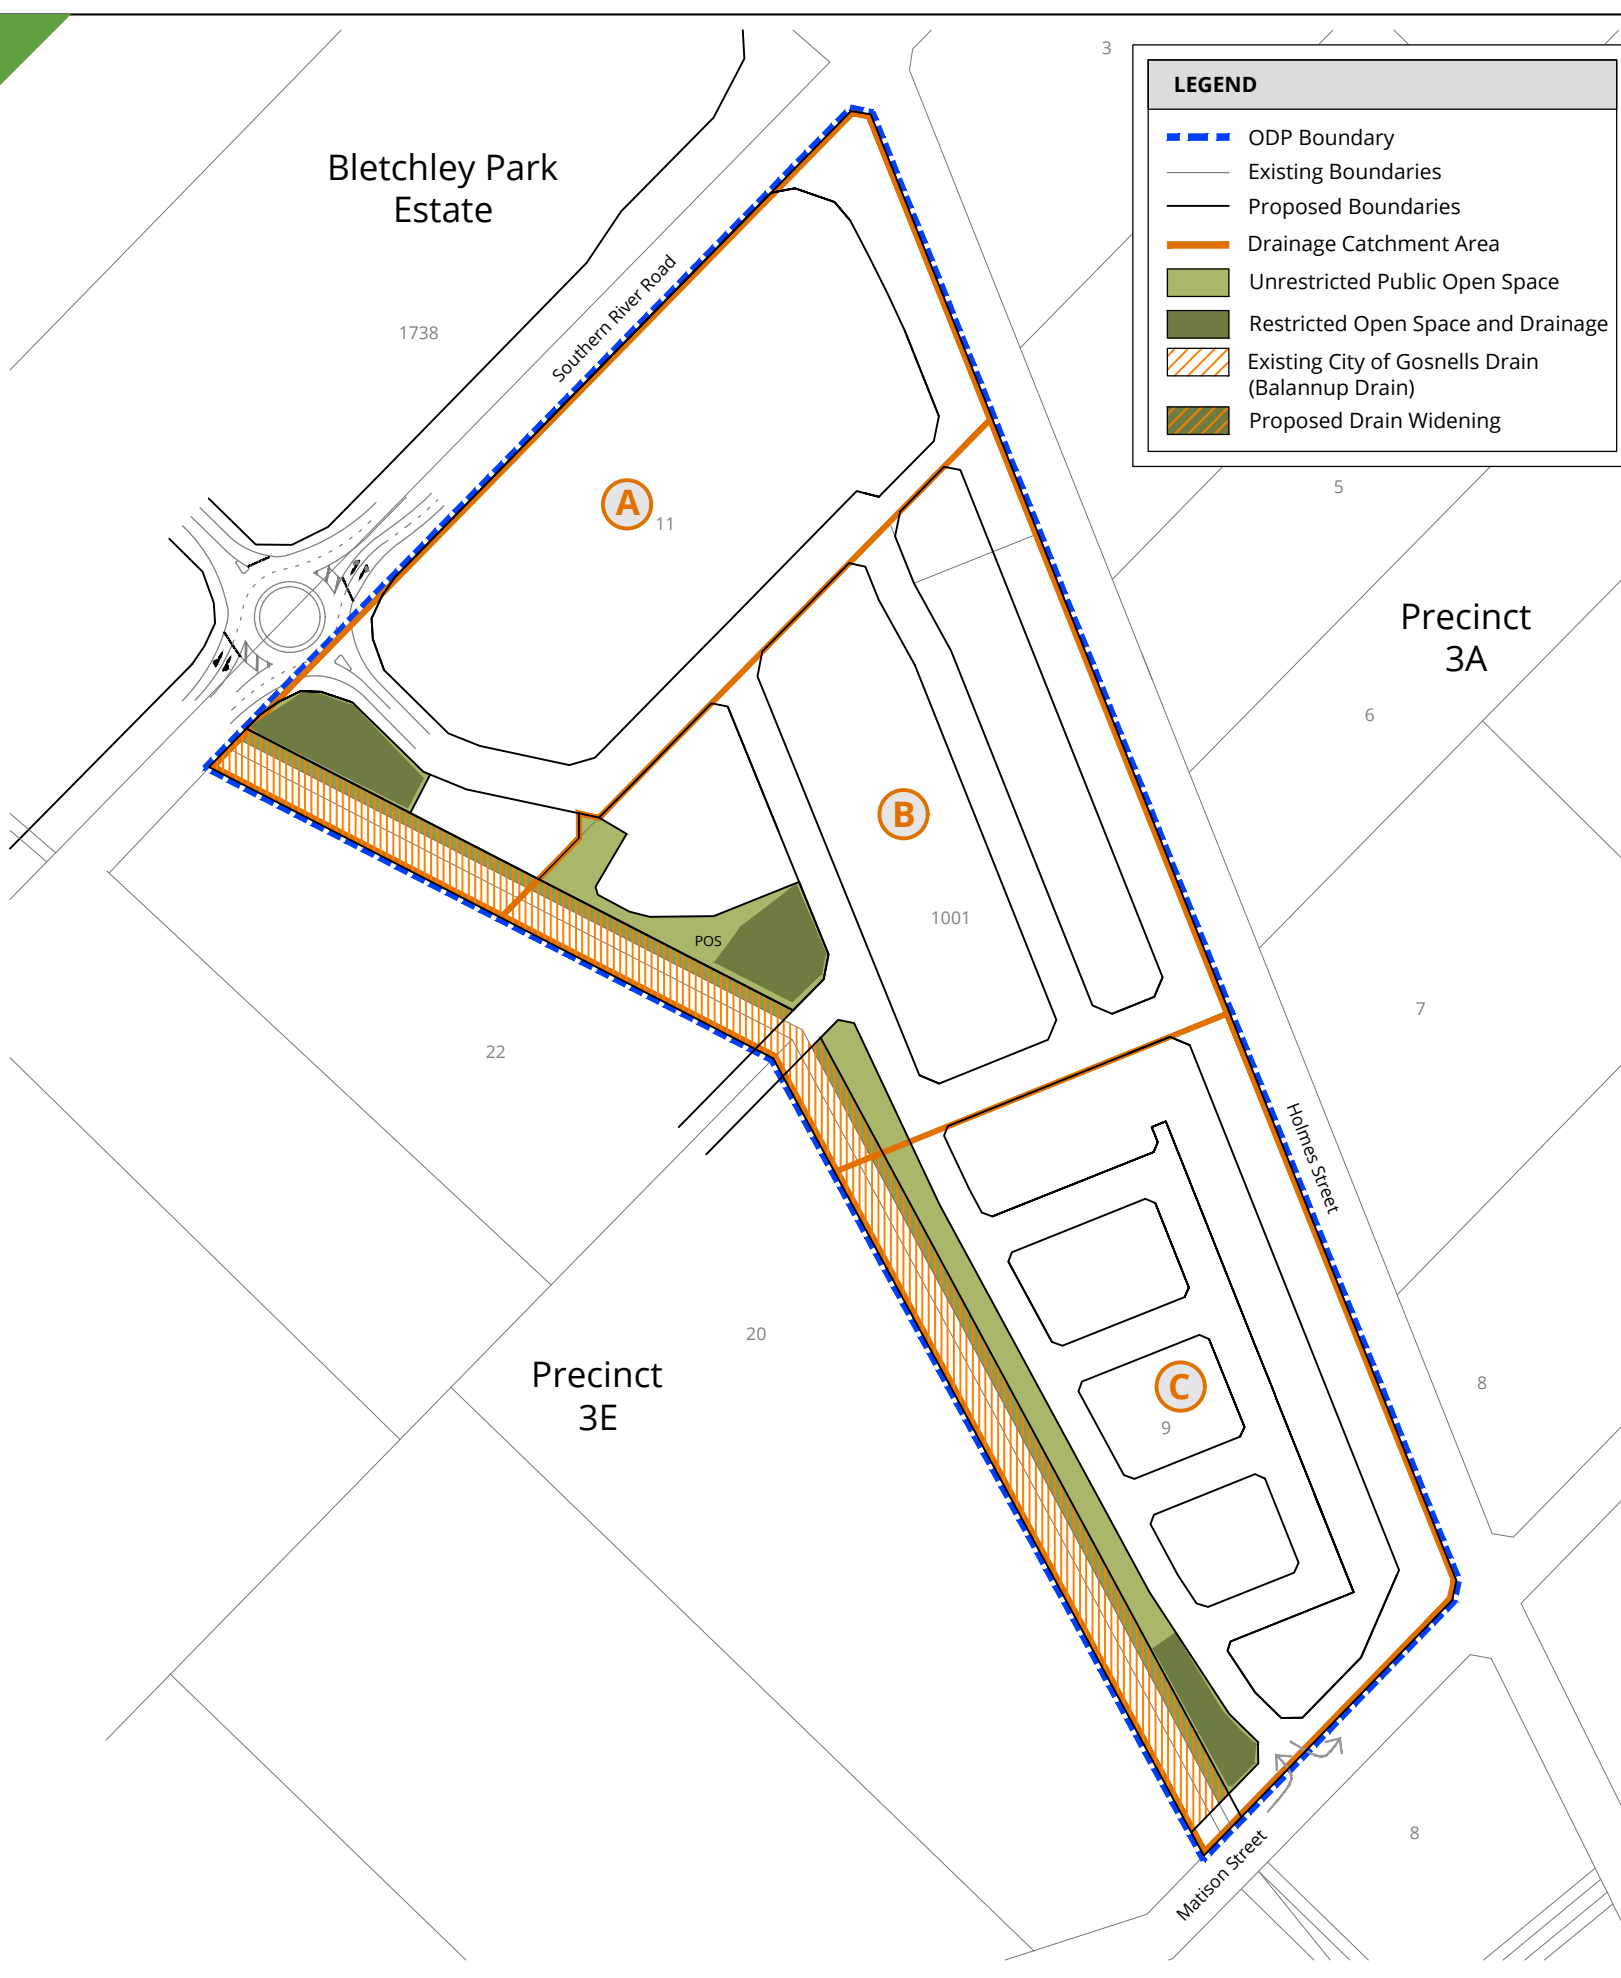 3
LEGEND
ODP Boundary
Existing Boundaries
Proposed Boundaries
Drainage Catchment Area
Unrestricted Public Open Space
Restricted Open Space and Drainage
Existing City of Gosnells Drain
(Balannup Drain)
Proposed Drain Widening
Bletchley Park
Estate
1738
Southern River Road
A
11
5
Precinct
3A
6
B
1001
POS
7
22
Holmes Street
20
Precinct
3E
C
9
8
Matison Street
8